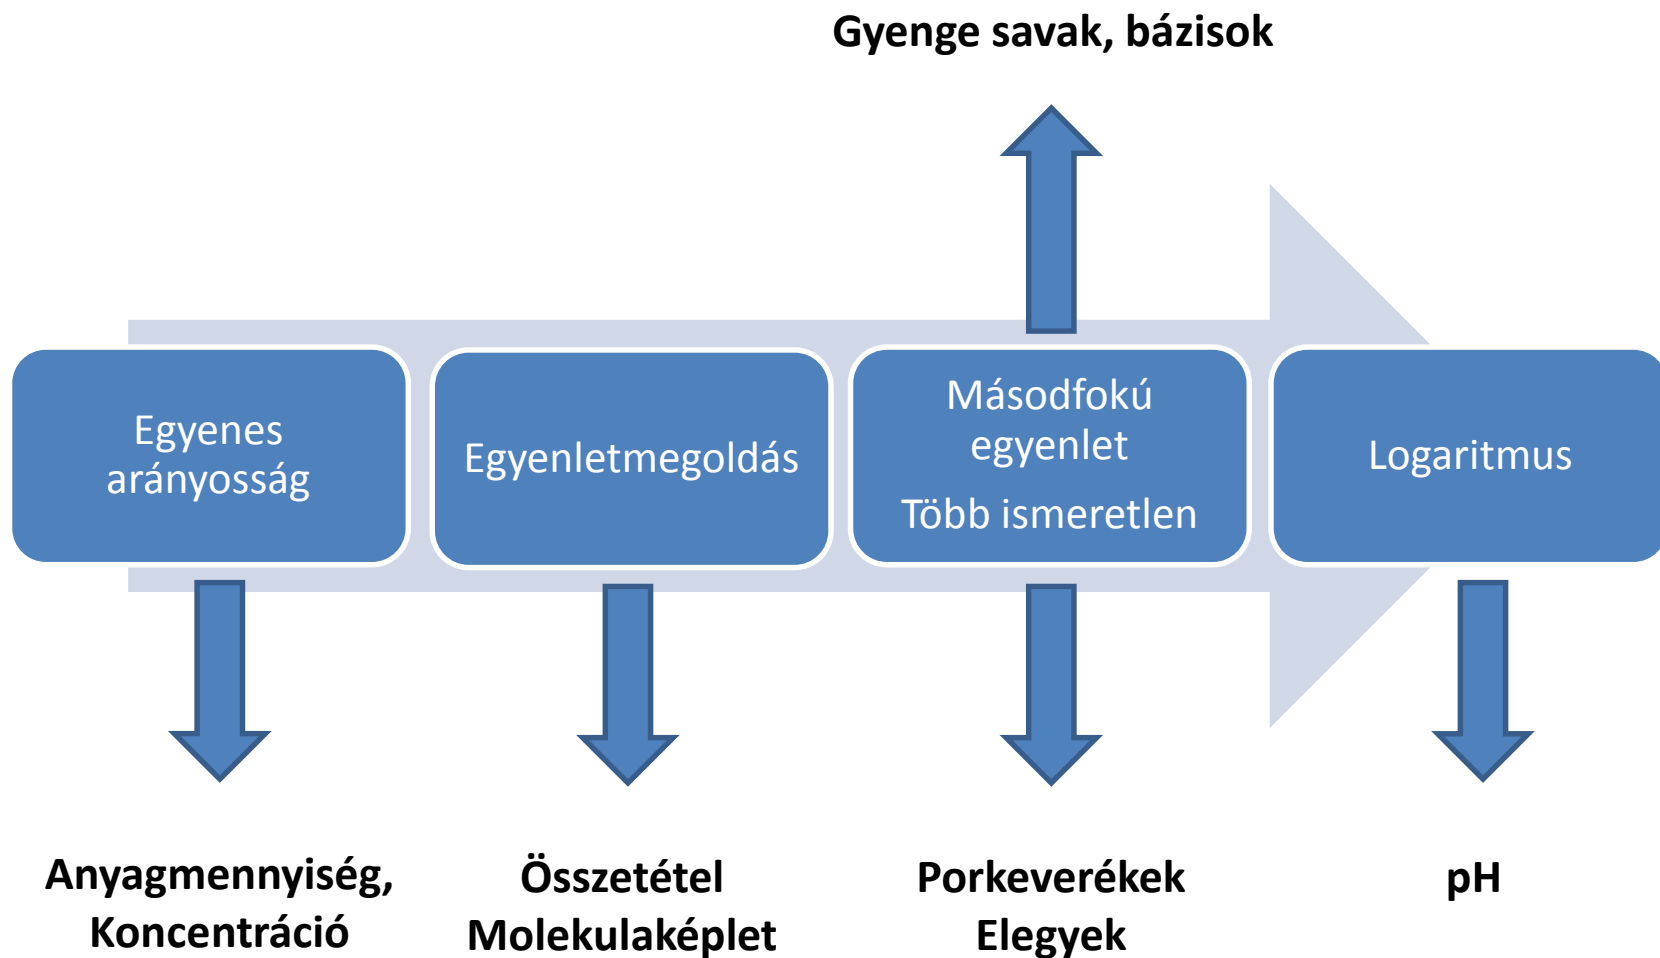 Gyenge savak, bázisok
Egyenes
arányosság
Egyenletmegoldás
Másodfokú
egyenlet
Több ismeretlen
Logaritmus
Anyagmennyiség,
Koncentráció
Összetétel
Molekulaképlet
Porkeverékek
Elegyek
pH